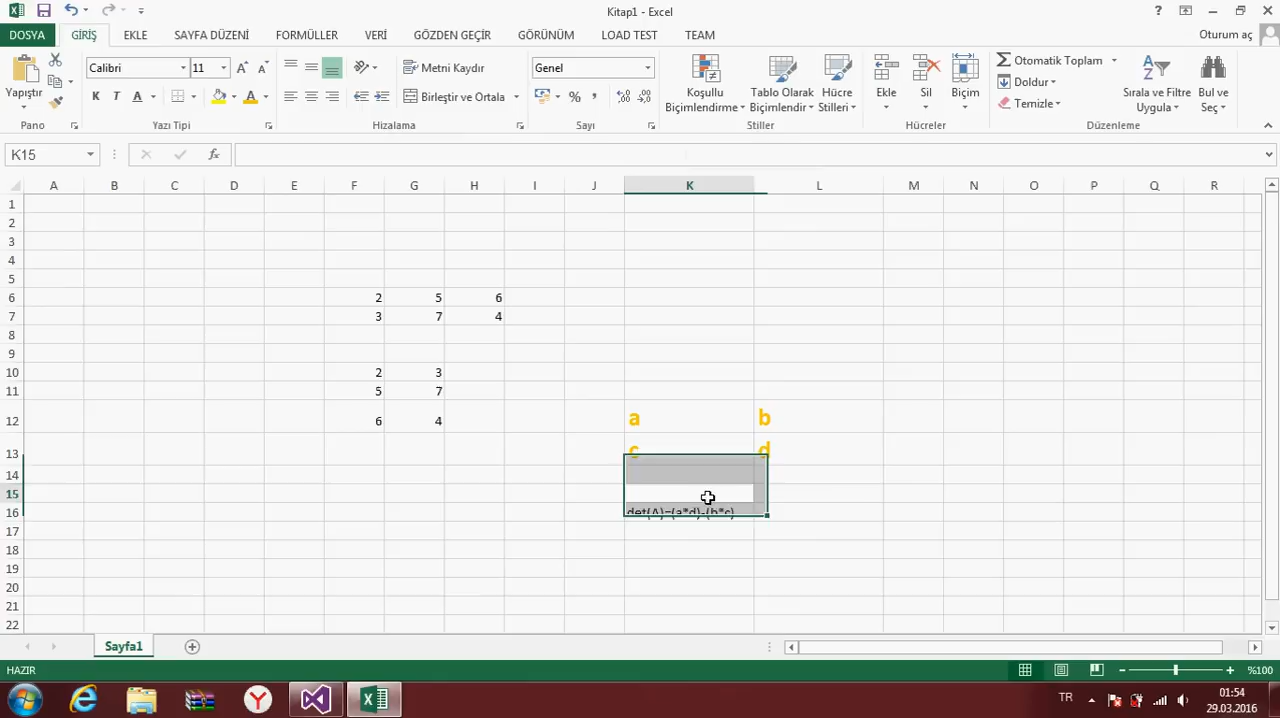 Kitap1 - Excel
?
DOSYA GİRİŞ EKLE SAYFA DÜZENİ FORMÜLLER VERİ GÖZDEN GEÇİR GÖRÜNÜM LOAD TEST TEAM Oturum aç
Yapıştır
Calibri 11
K T A
A A
Metni Kaydır
Birleştir ve Ortala
Genel
%
Koşullu Biçimlendirme
Tablo Olarak Biçimlendir
Hücre Stilleri
Ekle
Sil
Biçim
Otomatik Toplam
Doldur
Temizle
Sırala ve Filtre Uygula
Bul ve Seç
Pano Yazı Tipi Hizalama Sayı Stiller Hücreler Düzenleme
K15 fx
A B C D E F G H I J K L M N O P Q R
1
2
3
4
5
6 2 5 6
7 3 7 4
8
9
10 2 3
11 5 7
12 6 4 a b
13 c d
14
15
16 det(A)=(a*d)-(b*c)
17
18
19
20
21
22
Sayfa1
HAZIR %100
TR 01:54
29.03.2016